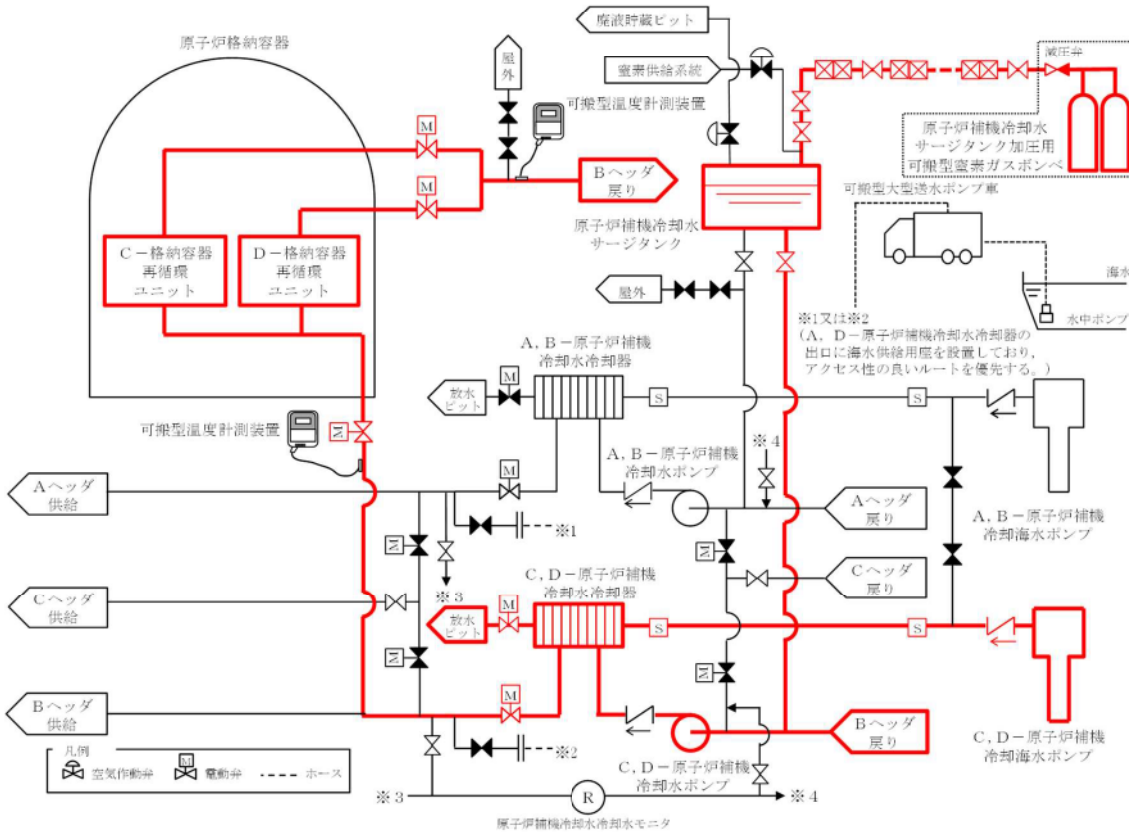 廃液貯蔵ピット
原子炉格納容器
屋外
窒素供給系統
減圧弁
可搬型温度計測装置
M
原子炉補機冷却水
サージタンク加圧用
可搬型窒素ガスボンベ
Bヘッダ
戻り
M
可搬型大型送水ポンプ車
原子炉補機冷却水
サージタンク
C-格納容器
再循環
ユニット
D-格納容器
再循環
ユニット
海水
屋外
水中ポンプ
※1又は※2
(A,D-原子炉補機冷却水冷却器の
出口に海水供給用座を設置しており,
アクセス性の良いルートを優先する。)
A,B-原子炉補機
冷却水冷却器
M
放水
ピット
S
S
可搬型温度計測装置
M
※4
A,B-原子炉補機
冷却水ポンプ
M
Aヘッダ
供給
Aヘッダ
戻り
※1
A,B-原子炉補機
冷却海水ポンプ
M
M
Cヘッダ
戻り
※3
C,D-原子炉補機
冷却水冷却器
Cヘッダ
供給
M
放水
ピット
S
S
M
M
M
Bヘッダ
供給
Bヘッダ
戻り
C,D-原子炉補機
冷却海水ポンプ
※2
凡例
空気作動弁
M
電動弁
ホース
C,D-原子炉補機
冷却水ポンプ
※3
R
※4
原子炉補機冷却水冷却水モニタ